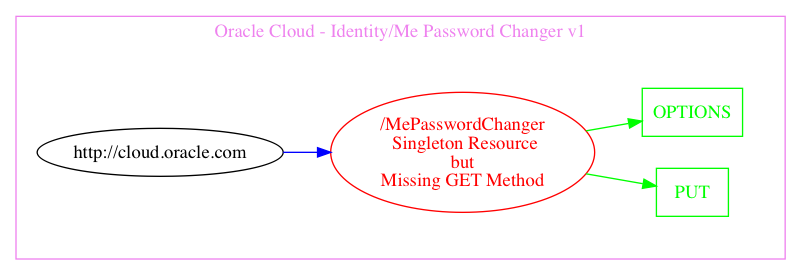 Oracle Cloud - Identity/Me Password Changer v1
http://cloud.oracle.com
/MePasswordChanger
Singleton Resource
but
Missing GET Method
OPTIONS
PUT